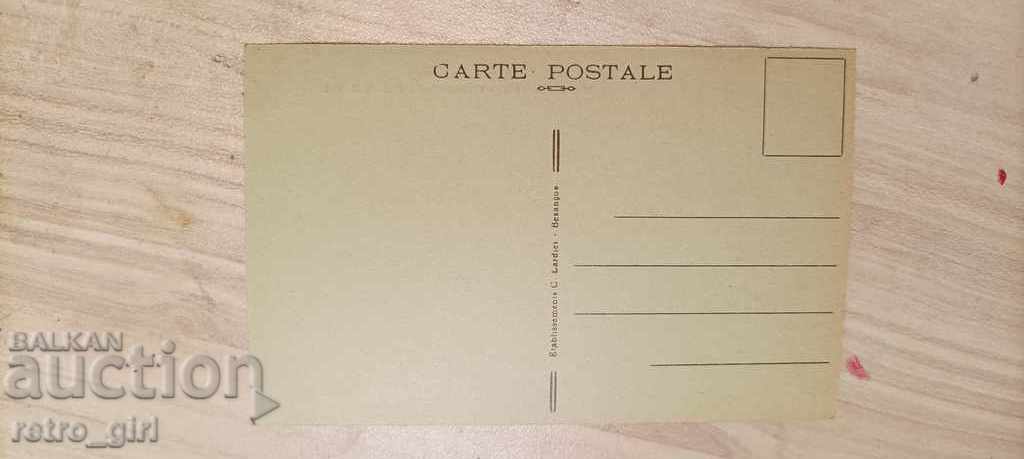 CARTE POSTALE
Etablissements C. Lardier - Besançon
BALKAN
auction
retro_girl